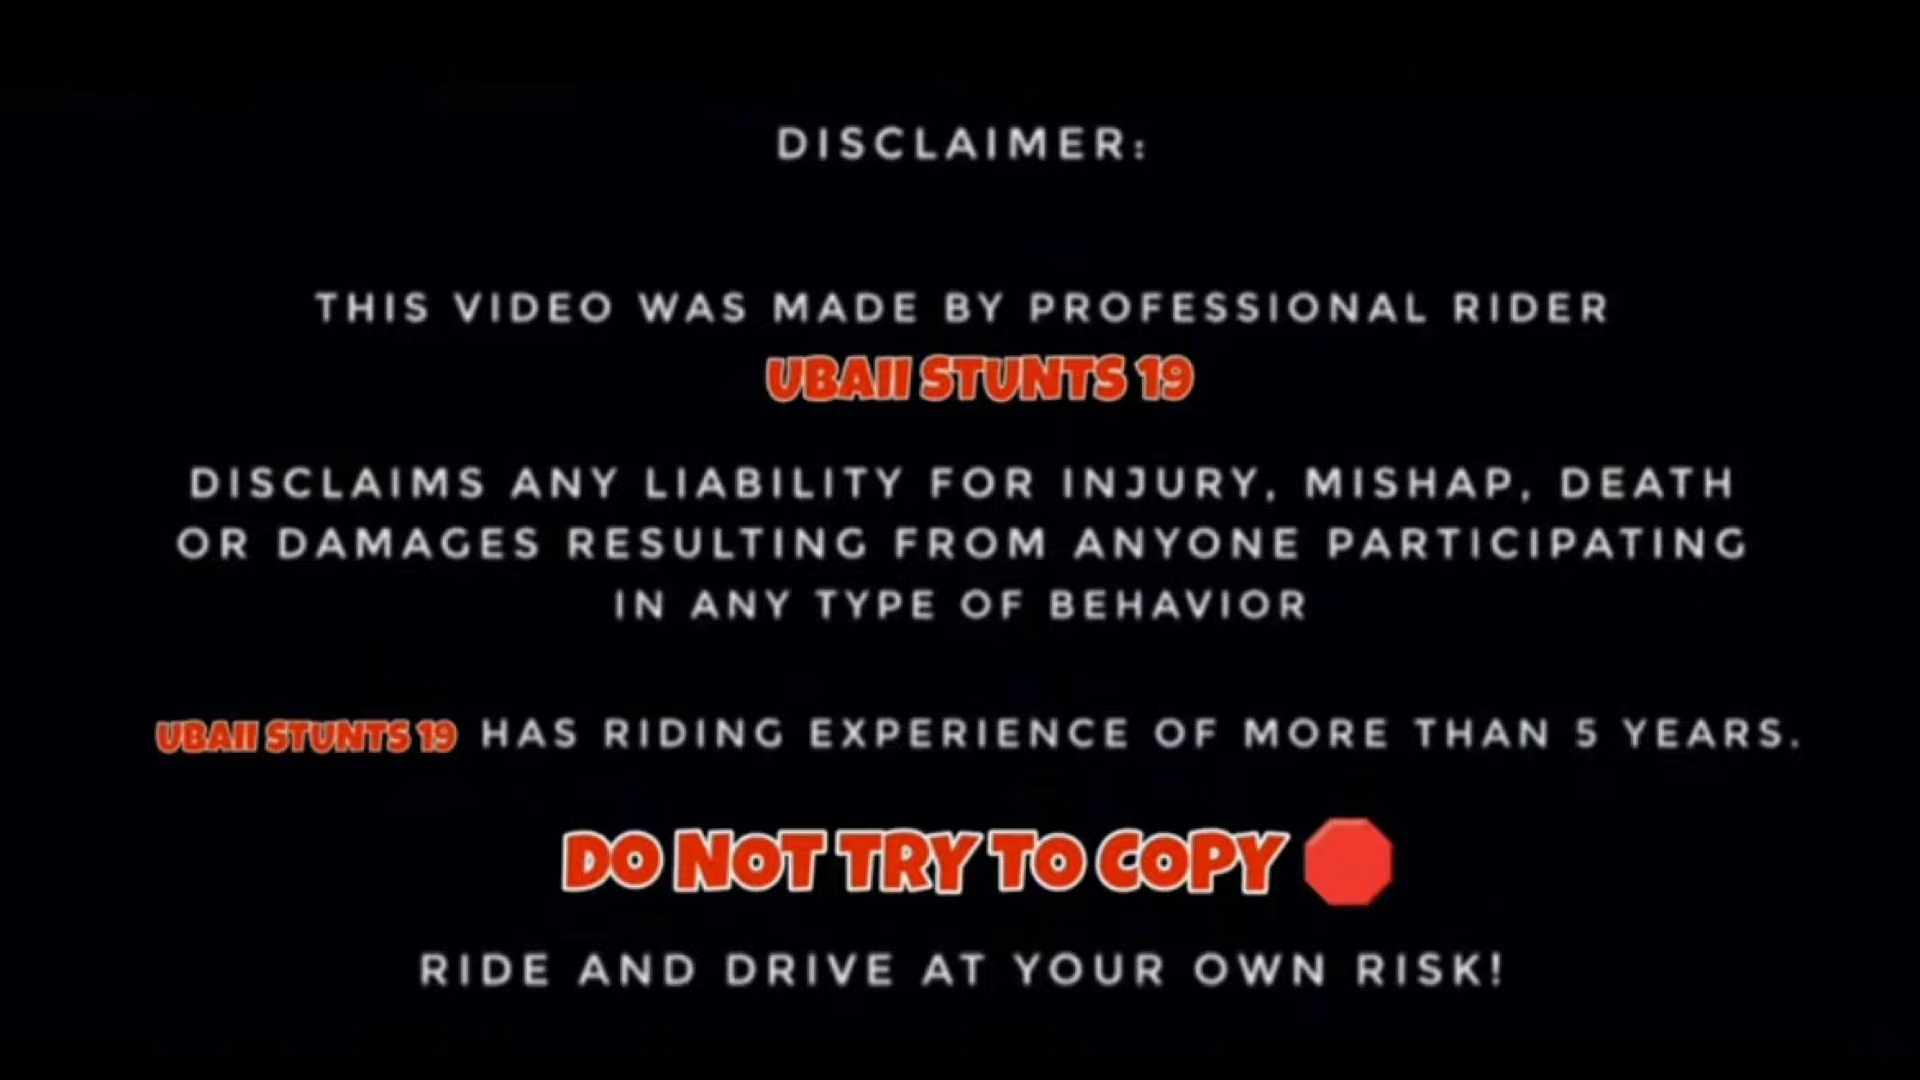 DISCLAIMER:
THIS VIDEO WAS MADE BY PROFESSIONAL RIDER
UBAII STUNTS 19
DISCLAIMS ANY LIABILITY FOR INJURY, MISHAP, DEATH
OR DAMAGES RESULTING FROM ANYONE PARTICIPATING
IN ANY TYPE OF BEHAVIOR
UBAII STUNTS 19 HAS RIDING EXPERIENCE OF MORE THAN 5 YEARS.
DO NOT TRY TO COPY
RIDE AND DRIVE AT YOUR OWN RISK!